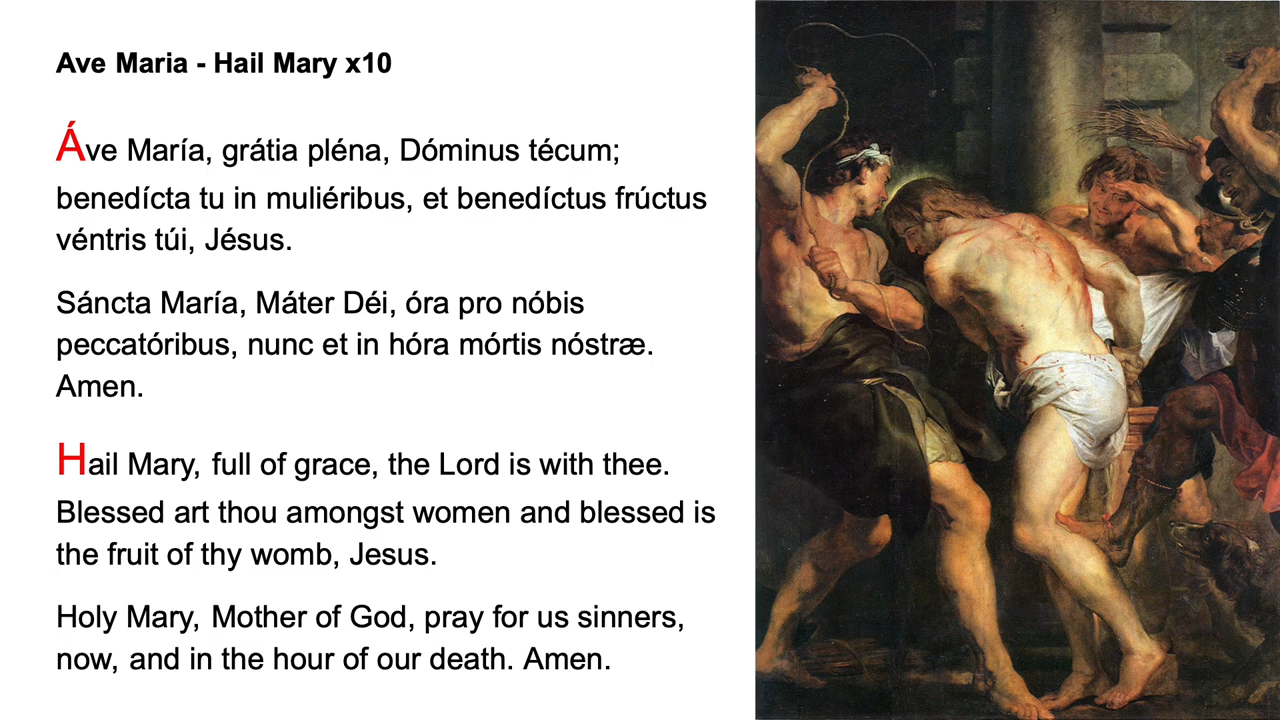 Ave Maria - Hail Mary x10
Áve María, grátia pléna, Dóminus técum;
benedícta tu in muliéribus, et benedíctus frúctus
véntris túi, Jésus.
Sáncta María, Máter Déi, óra pro nóbis
peccatóribus, nunc et in hóra mórtis nóstræ.
Amen.
Hail Mary, full of grace, the Lord is with thee.
Blessed art thou amongst women and blessed is
the fruit of thy womb, Jesus.
Holy Mary, Mother of God, pray for us sinners,
now, and in the hour of our death. Amen.